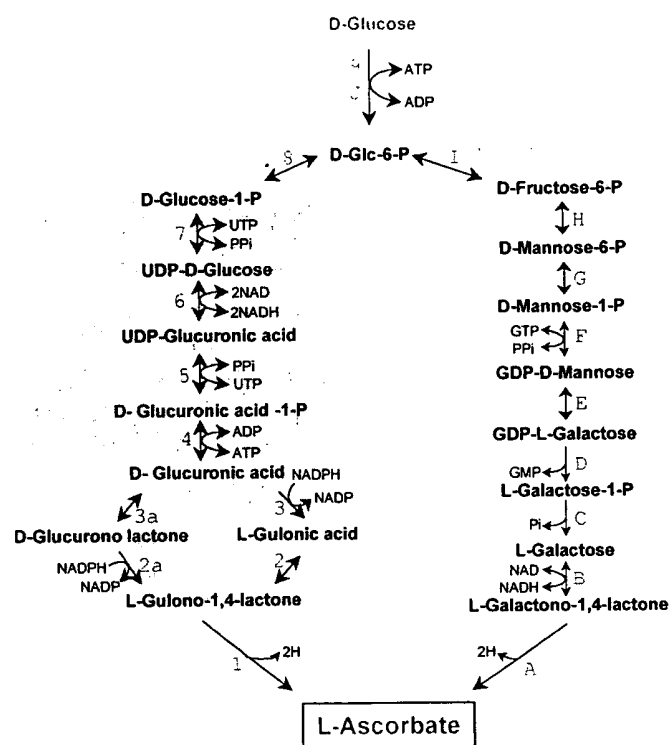 D-Glucose
ATP
ADP
D-Glc-6-P
8
I
D-Glucose-1-P
7
UTP
PPi
UDP-D-Glucose
6
2NAD
2NADH
UDP-Glucuronic acid
5
PPi
UTP
D- Glucuronic acid -1-P
4
ADP
ATP
D- Glucuronic acid
3a
3
NADPH
NADP
D-Glucurono lactone
L-Gulonic acid
NADPH
NADP
2a
2
L-Gulono-1,4-lactone
1
2H
D-Fructose-6-P
H
D-Mannose-6-P
G
D-Mannose-1-P
GTP
PPi
F
GDP-D-Mannose
E
GDP-L-Galactose
GMP
D
L-Galactose-1-P
Pi
C
L-Galactose
NAD
NADH
B
L-Galactono-1,4-lactone
2H
A
L-Ascorbate